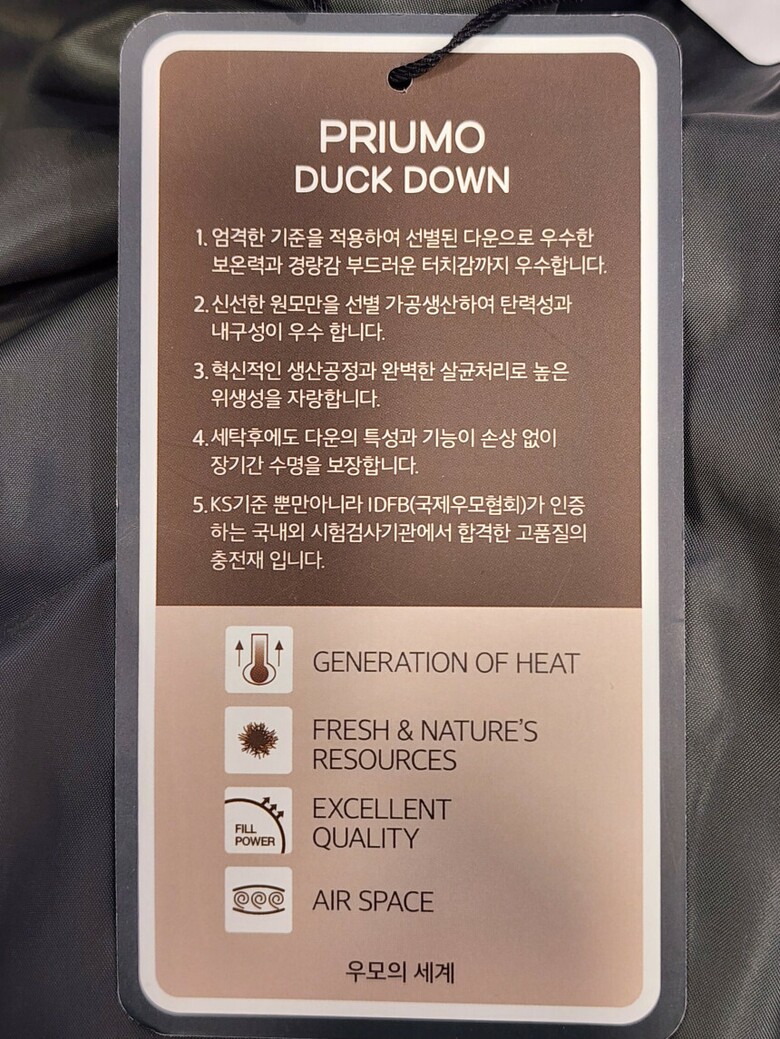 PRIUMO
DUCK DOWN
1. 엄격한 기준을 적용하여 선별된 다운으로 우수한
보온력과 경량감 부드러운 터치감까지 우수합니다.
2. 신선한 원모만을 선별 가공생산하여 탄력성과
내구성이 우수 합니다.
3. 혁신적인 생산공정과 완벽한 살균처리로 높은
위생성을 자랑합니다.
4. 세탁후에도 다운의 특성과 기능이 손상 없이
장기간 수명을 보장합니다.
5. KS기준 뿐만아니라 IDFB(국제우모협회)가 인증
하는 국내외 시험검사기관에서 합격한 고품질의
충전재 입니다.
GENERATION OF HEAT
FRESH & NATURE'S
RESOURCES
FILL
POWER
EXCELLENT
QUALITY
AIR SPACE
우모의 세계